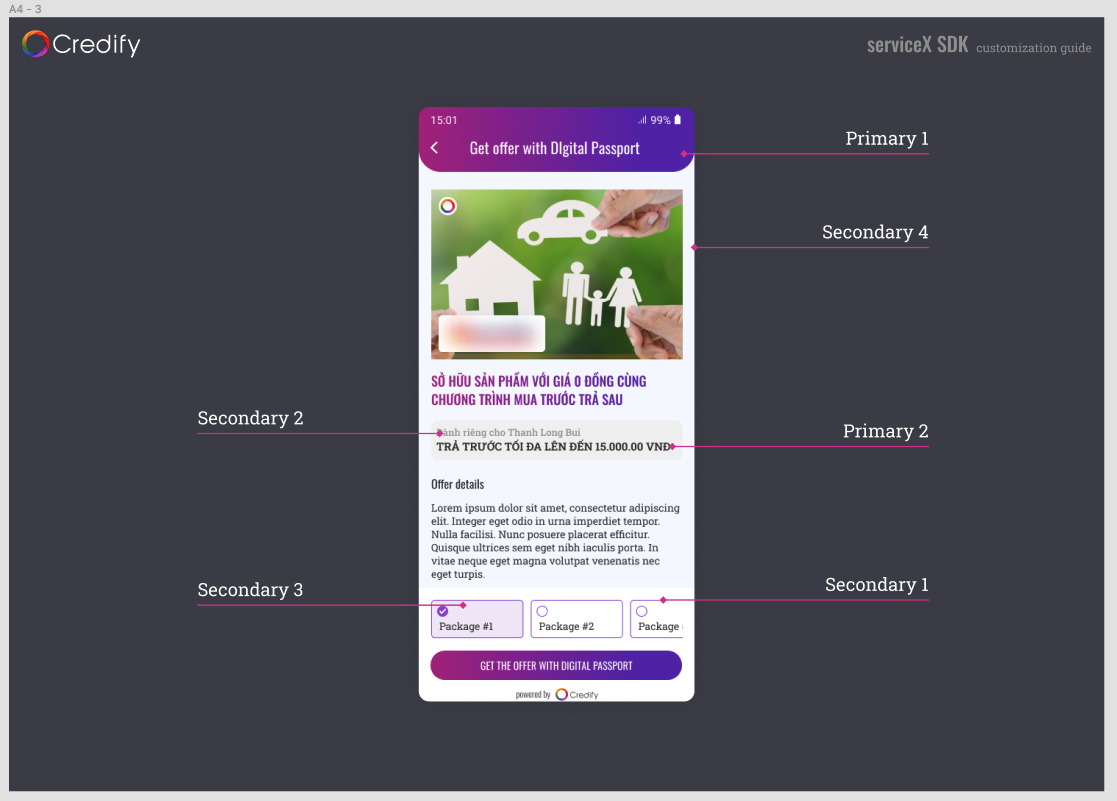 A4 - 3
Credify
serviceX SDK customization guide
15:01
99%
Get offer with DIgital Passport
Primary 1
Secondary 4
SỞ HỮU SẢN PHẨM VỚI GIÁ 0 ĐỒNG CÙNG
CHƯƠNG TRÌNH MUA TRƯỚC TRẢ SAU
Secondary 2
Dành riêng cho Thanh Long Bui
Primary 2
TRẢ TRƯỚC TỐI ĐA LÊN ĐẾN 15.000.00 VNĐ
Offer details
Lorem ipsum dolor sit amet, consectetur adipiscing
elit. Integer eget odio in urna imperdiet tempor.
Nulla facilisi. Nunc posuere placerat efficitur.
Quisque ultrices sem eget nibh iaculis porta. In
vitae neque eget magna volutpat venenatis nec
eget turpis.
Secondary 3
Secondary 1
Package #1
Package #2
Package
GET THE OFFER WITH DIGITAL PASSPORT
powered by Credify